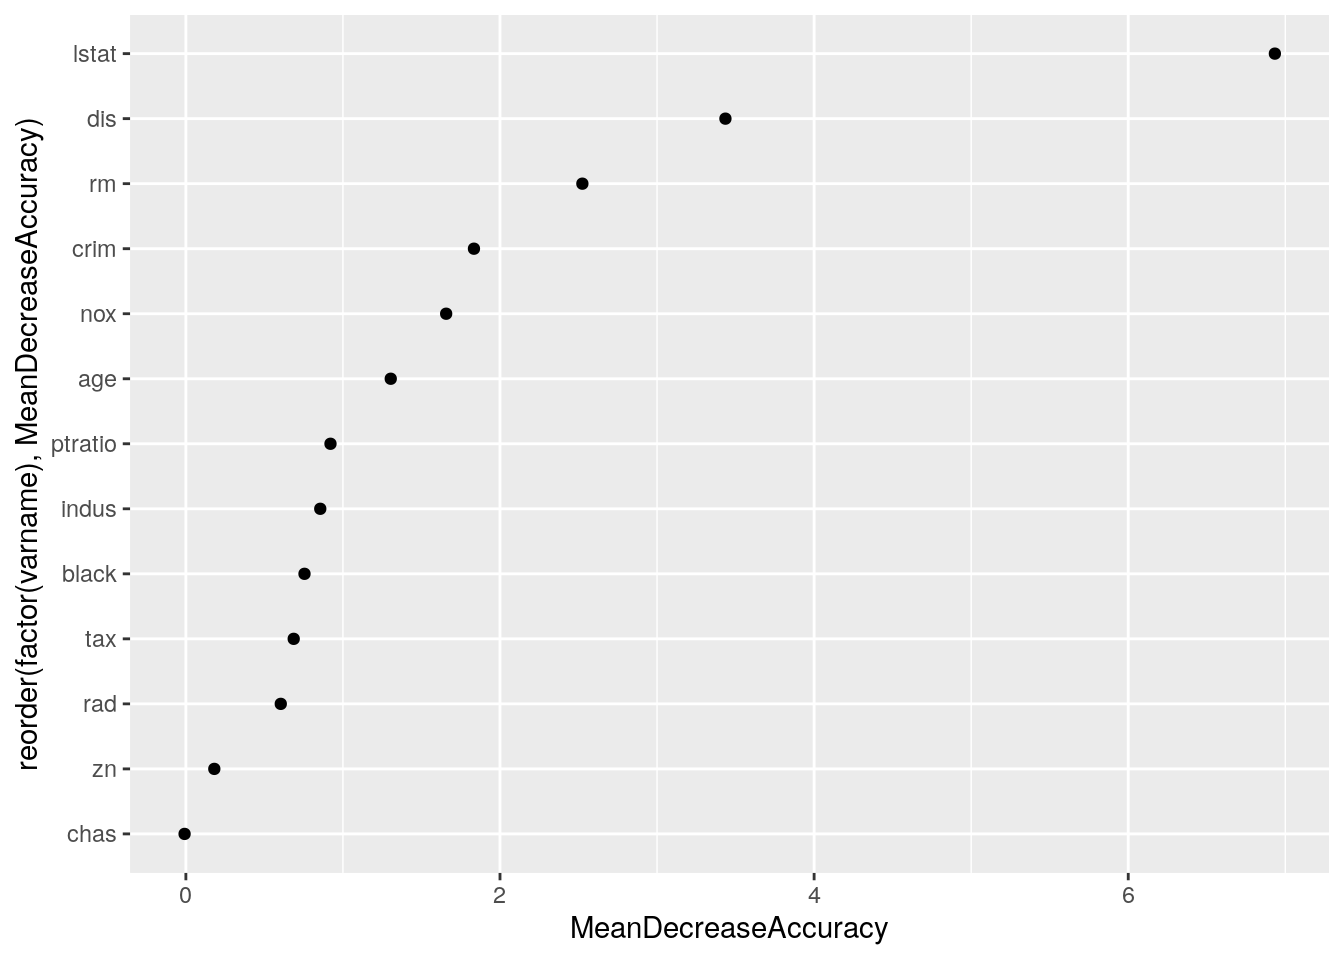 reorder(factor(varname), MeanDecreaseAccuracy)
lstat
dis
rm
crim
nox
age
ptratio
indus
black
tax
rad
zn
chas
0 2 4 6
MeanDecreaseAccuracy